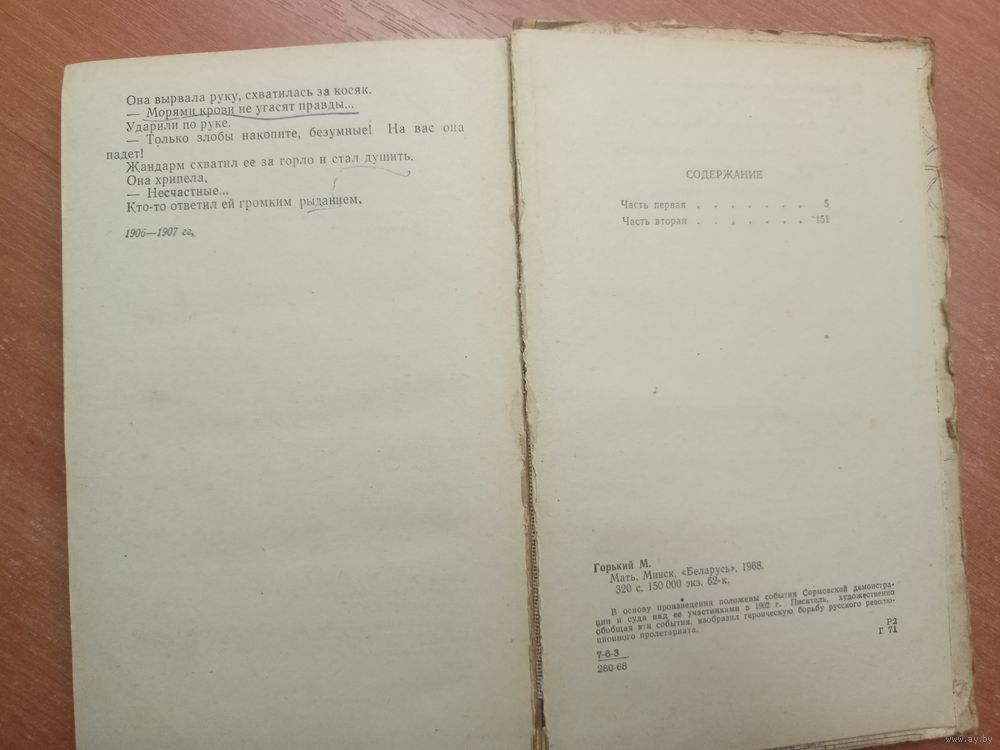 Она вырвала руку, схватилась за косяк.
— Морями крови не угасят правды...
Ударили по руке.
— Только злобы накопите, безумные! На вас она
падет!
Жандарм схватил ее за горло и стал душить.
Она хрипела.
— Несчастные...
Кто-то ответил ей громким рыданием.
1906—1907 гг.
СОДЕРЖАНИЕ
Часть первая . . . . . . . 5
Часть вторая . . . . . . . 151
Горький М.
Мать. Минск, «Беларусь», 1968.
320 с. 150 000 экз. 62 к.
В основу произведения положены события Сормовской демонстра-
ции и суда над ее участниками в 1902 г. Писатель, художественно
обобщая эти события, изобразил героическую борьбу русского револю-
ционного пролетариата.
Р2
Г 71
7-6-3
280-68
www.ay.by